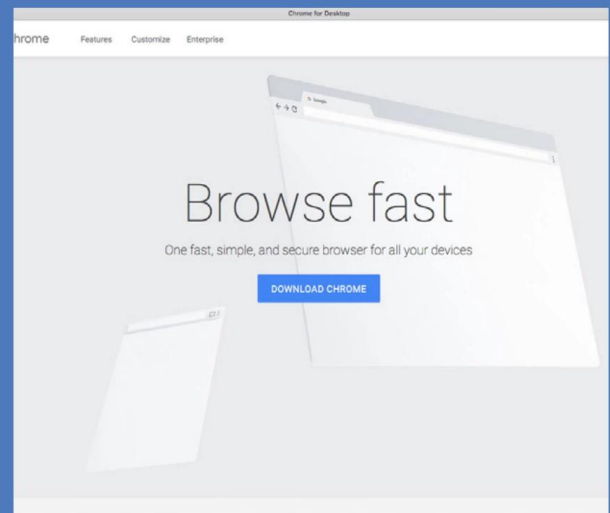 Chrome for Desktop
hrome Features Customize Enterprise
Google
Browse fast
One fast, simple, and secure browser for all your devices
DOWNLOAD CHROME